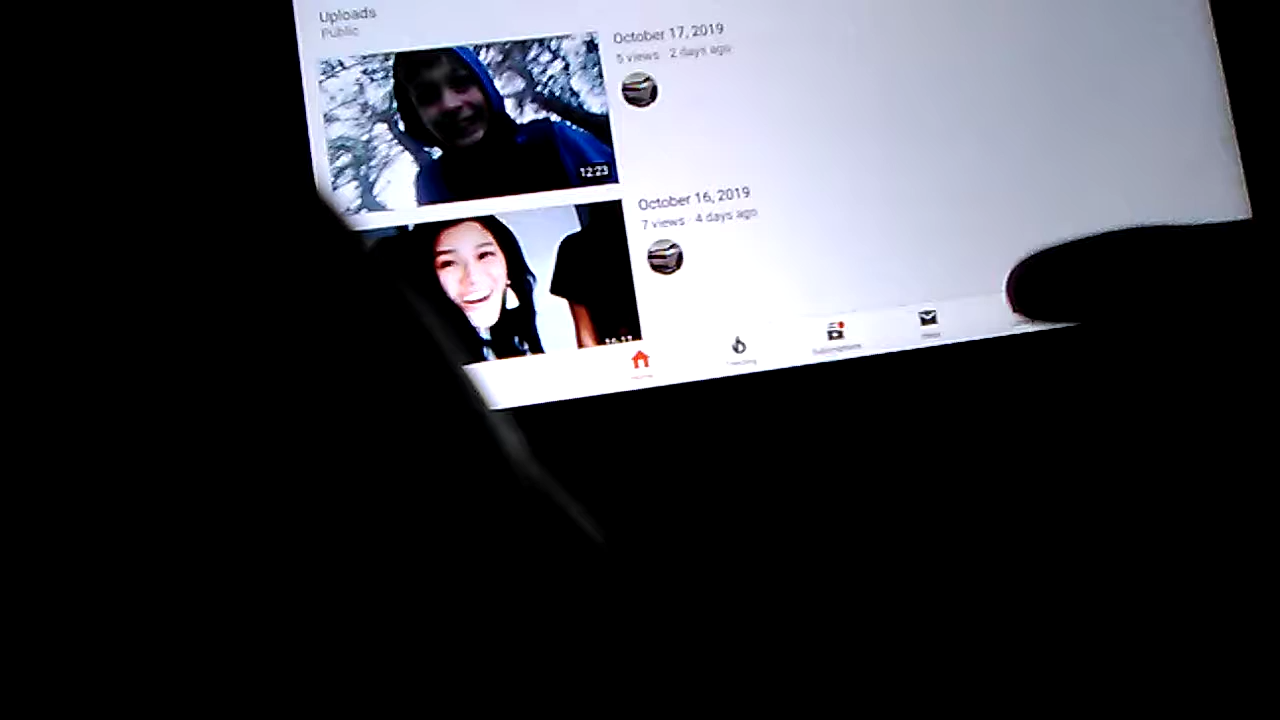 Uploads
Public
October 17, 2019
5 views · 2 days ago
12:23
October 16, 2019
7 views · 4 days ago
Subscriptions